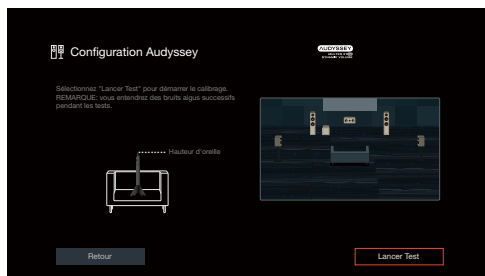 Configuration Audyssey
AUDYSSEY
Sélectionnez "Lancer Test" pour démarrer le calibrage.
REMARQUE: vous entendrez des bruits aigus successifs
pendant les tests.
Hauteur d'oreille
Retour
Lancer Test